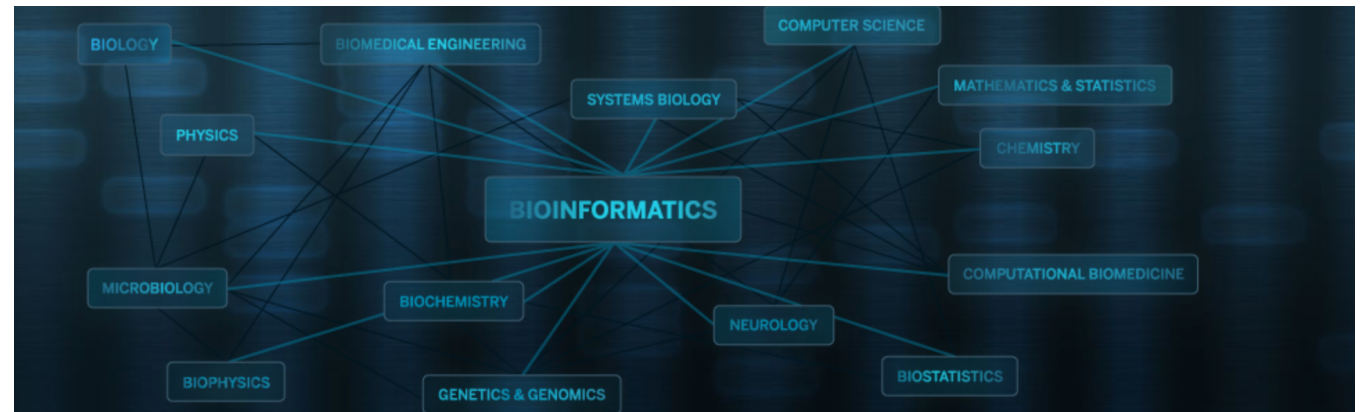 COMPUTER SCIENCE
BIOLOGY
BIOMEDICAL ENGINEERING
MATHEMATICS & STATISTICS
SYSTEMS BIOLOGY
PHYSICS
CHEMISTRY
BIOINFORMATICS
COMPUTATIONAL BIOMEDICINE
MICROBIOLOGY
BIOCHEMISTRY
NEUROLOGY
BIOSTATISTICS
BIOPHYSICS
GENETICS & GENOMICS